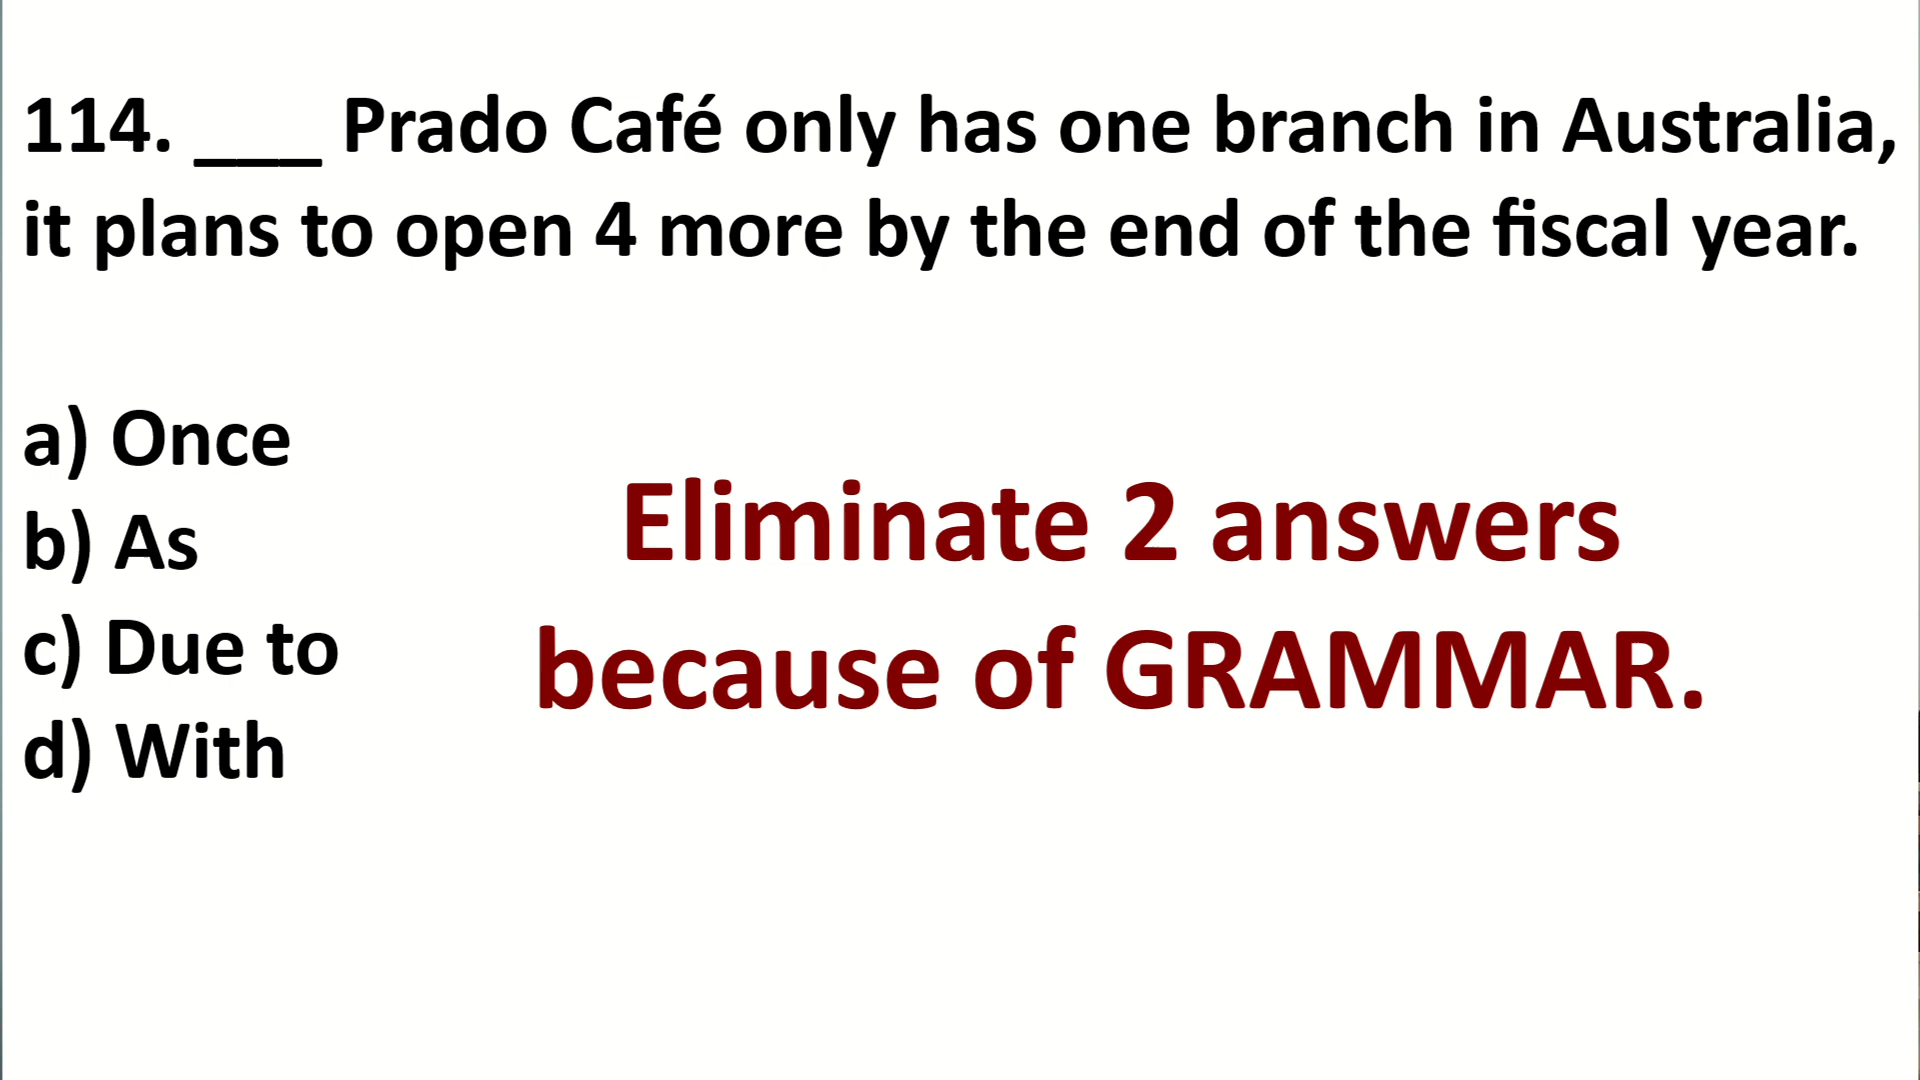 114. ___ Prado Café only has one branch in Australia,
it plans to open 4 more by the end of the fiscal year.
a) Once
b) As
c) Due to
d) With
Eliminate 2 answers
because of GRAMMAR.